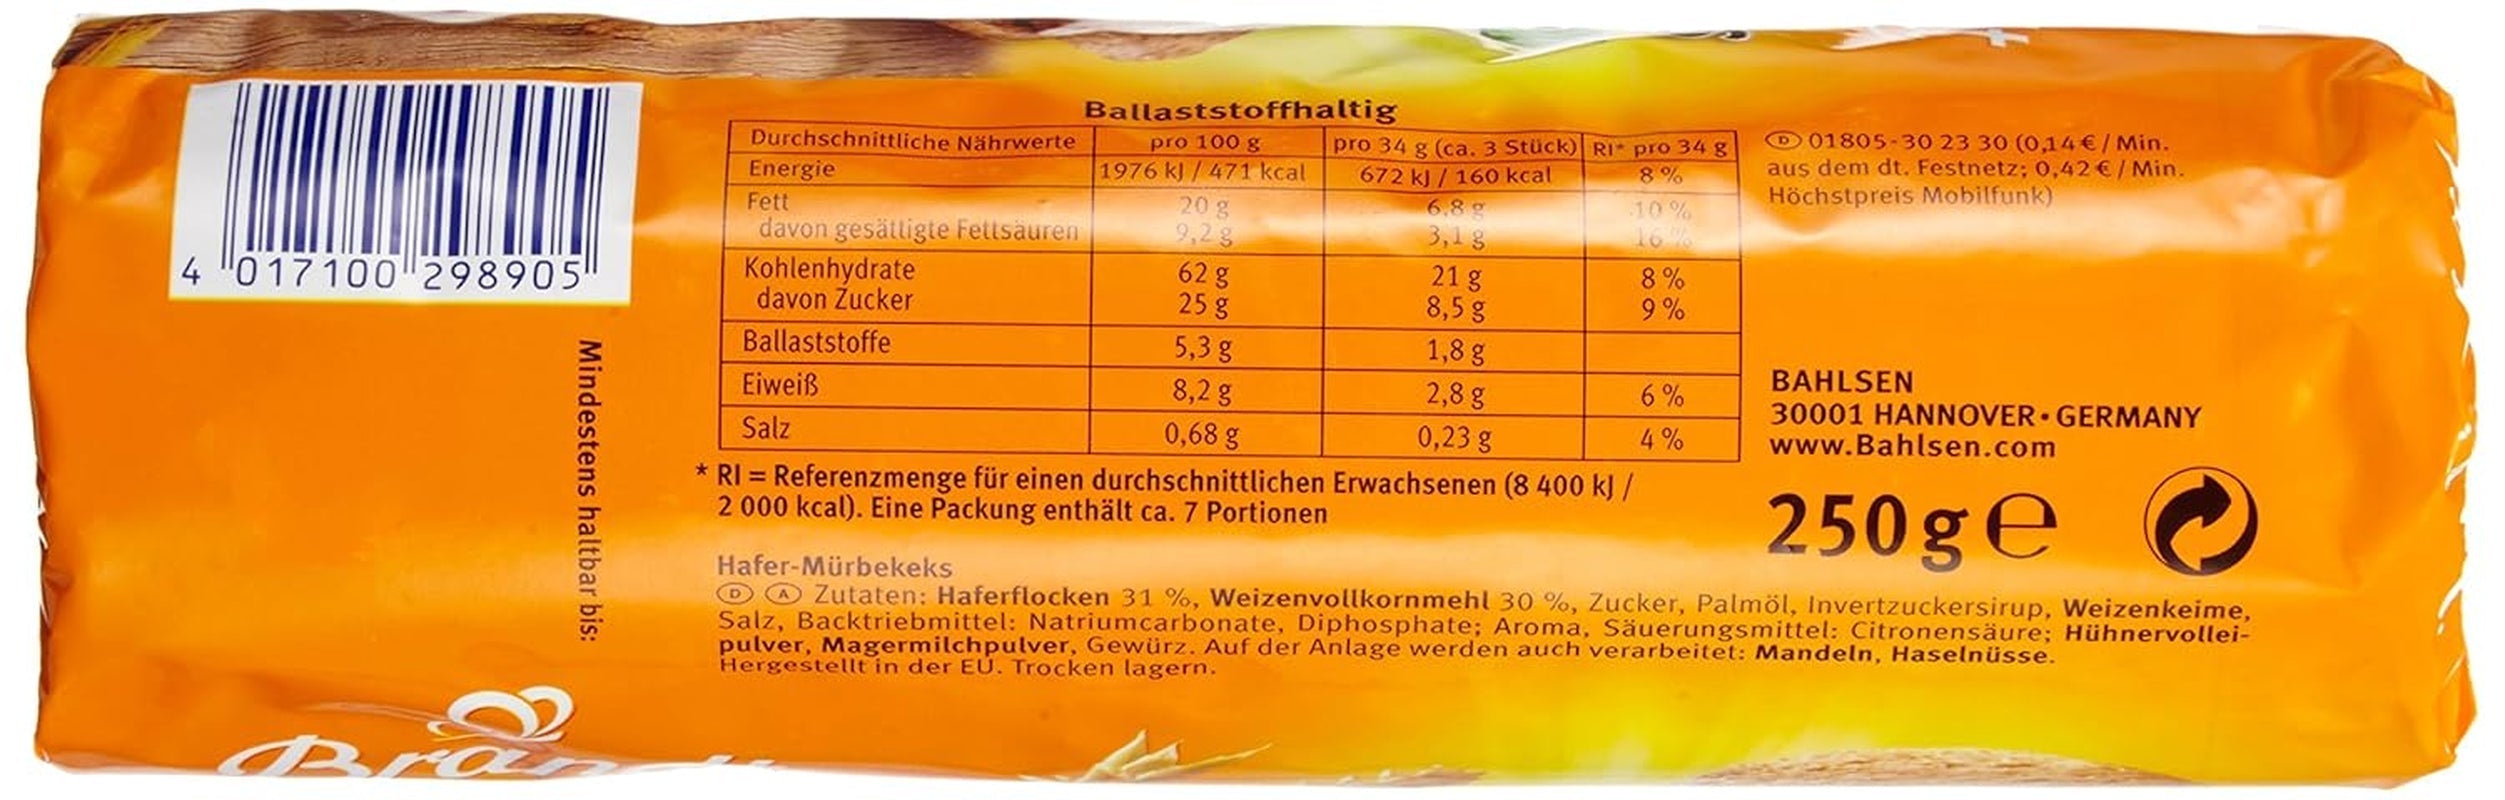 4 017100 298905
Mindestens haltbar bis:
Ballaststoffhaltig
Durchschnittliche Nährwerte pro 100 g pro 34 g (ca. 3 Stück) RI* pro 34 g
Energie 1976 kJ / 471 kcal 672 kJ / 160 kcal 8 %
Fett 20 g 6,8 g 10 %
davon gesättigte Fettsäuren 9,2 g 3,1 g 16 %
Kohlenhydrate 62 g 21 g 8 %
davon Zucker 25 g 8,5 g 9 %
Ballaststoffe 5,3 g 1,8 g
Eiweiß 8,2 g 2,8 g 6 %
Salz 0,68 g 0,23 g 4 %
* RI = Referenzmenge für einen durchschnittlichen Erwachsenen (8 400 kJ /
2 000 kcal). Eine Packung enthält ca. 7 Portionen
Hafer-Mürbekeks
D A Zutaten: Haferflocken 31 %, Weizenvollkornmehl 30 %, Zucker, Palmöl, Invertzuckersirup, Weizenkeime,
Salz, Backtriebmittel: Natriumcarbonate, Diphosphate; Aroma, Säuerungsmittel: Citronensäure; Hühnervollei-
pulver, Magermilchpulver, Gewürz. Auf der Anlage werden auch verarbeitet: Mandeln, Haselnüsse.
Hergestellt in der EU. Trocken lagern.
D 01805-30 23 30 (0,14 € / Min.
aus dem dt. Festnetz; 0,42 € / Min.
Höchstpreis Mobilfunk)
BAHLSEN
30001 HANNOVER • GERMANY
www.Bahlsen.com
250 g e